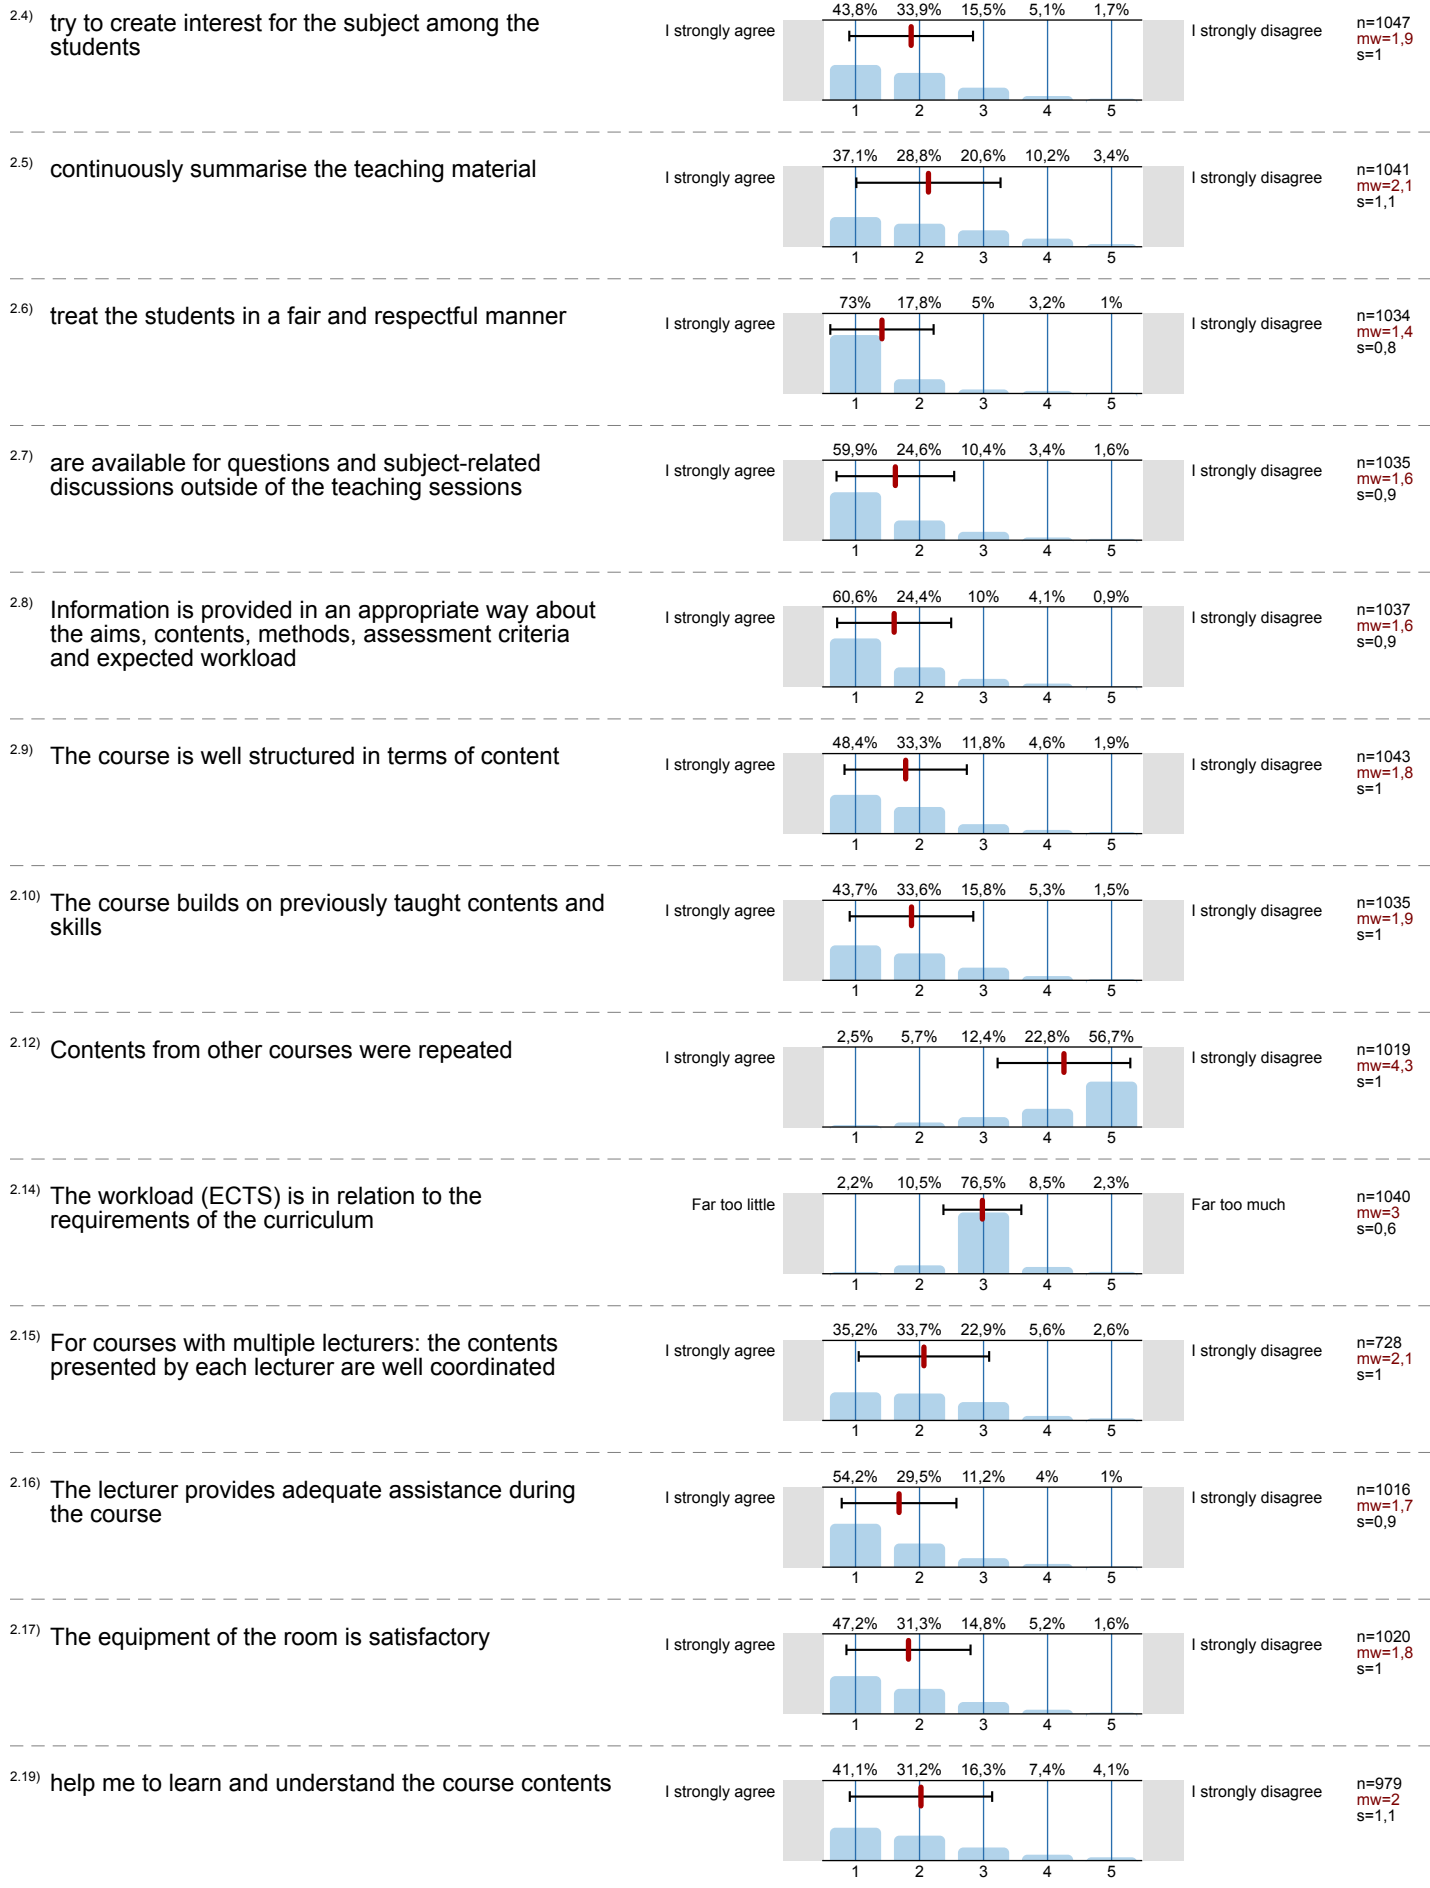 2.4) try to create interest for the subject among the
students
I strongly agree
43,8% 33,9% 15,5% 5,1% 1,7%
1 2 3 4 5
I strongly disagree
n=1047
mw=1,9
s=1
2.5) continuously summarise the teaching material
I strongly agree
37,1% 28,8% 20,6% 10,2% 3,4%
1 2 3 4 5
I strongly disagree
n=1041
mw=2,1
s=1,1
2.6) treat the students in a fair and respectful manner
I strongly agree
73% 17,8% 5% 3,2% 1%
1 2 3 4 5
I strongly disagree
n=1034
mw=1,4
s=0,8
2.7) are available for questions and subject-related
discussions outside of the teaching sessions
I strongly agree
59,9% 24,6% 10,4% 3,4% 1,6%
1 2 3 4 5
I strongly disagree
n=1035
mw=1,6
s=0,9
2.8) Information is provided in an appropriate way about
the aims, contents, methods, assessment criteria
and expected workload
I strongly agree
60,6% 24,4% 10% 4,1% 0,9%
1 2 3 4 5
I strongly disagree
n=1037
mw=1,6
s=0,9
2.9) The course is well structured in terms of content
I strongly agree
48,4% 33,3% 11,8% 4,6% 1,9%
1 2 3 4 5
I strongly disagree
n=1043
mw=1,8
s=1
2.10) The course builds on previously taught contents and
skills
I strongly agree
43,7% 33,6% 15,8% 5,3% 1,5%
1 2 3 4 5
I strongly disagree
n=1035
mw=1,9
s=1
2.12) Contents from other courses were repeated
I strongly agree
2,5% 5,7% 12,4% 22,8% 56,7%
1 2 3 4 5
I strongly disagree
n=1019
mw=4,3
s=1
2.14) The workload (ECTS) is in relation to the
requirements of the curriculum
Far too little
2,2% 10,5% 76,5% 8,5% 2,3%
1 2 3 4 5
Far too much
n=1040
mw=3
s=0,6
2.15) For courses with multiple lecturers: the contents
presented by each lecturer are well coordinated
I strongly agree
35,2% 33,7% 22,9% 5,6% 2,6%
1 2 3 4 5
I strongly disagree
n=728
mw=2,1
s=1
2.16) The lecturer provides adequate assistance during
the course
I strongly agree
54,2% 29,5% 11,2% 4% 1%
1 2 3 4 5
I strongly disagree
n=1016
mw=1,7
s=0,9
2.17) The equipment of the room is satisfactory
I strongly agree
47,2% 31,3% 14,8% 5,2% 1,6%
1 2 3 4 5
I strongly disagree
n=1020
mw=1,8
s=1
2.19) help me to learn and understand the course contents
I strongly agree
41,1% 31,2% 16,3% 7,4% 4,1%
1 2 3 4 5
I strongly disagree
n=979
mw=2
s=1,1